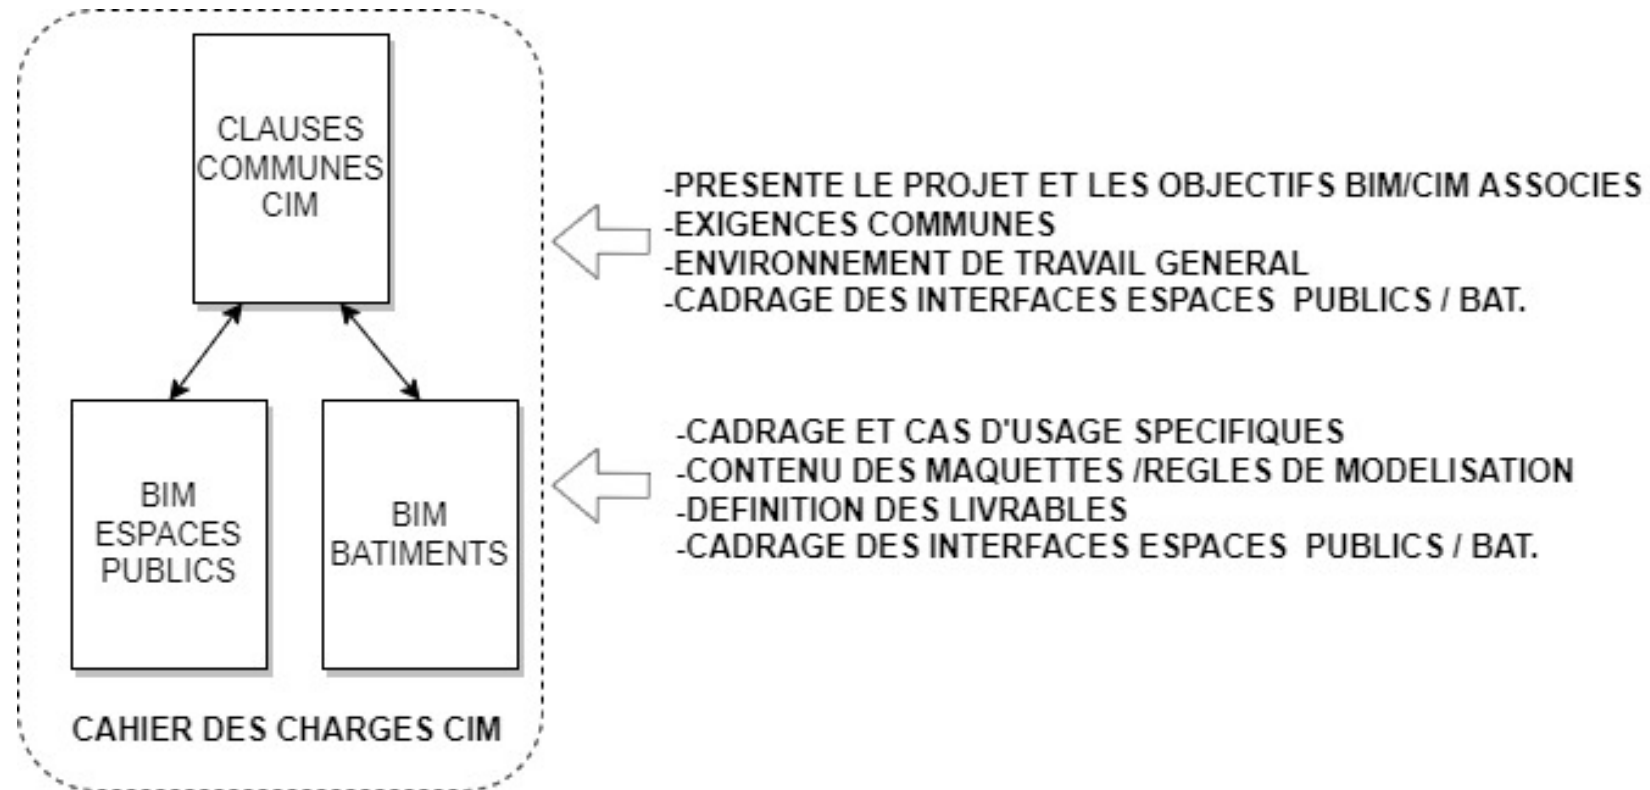 CLAUSES
COMMUNES
CIM
-PRESENTE LE PROJET ET LES OBJECTIFS BIM/CIM ASSOCIES
-EXIGENCES COMMUNES
-ENVIRONNEMENT DE TRAVAIL GENERAL
-CADRAGE DES INTERFACES ESPACES PUBLICS / BAT.
BIM
ESPACES
PUBLICS
BIM
BATIMENTS
-CADRAGE ET CAS D'USAGE SPECIFIQUES
-CONTENU DES MAQUETTES /REGLES DE MODELISATION
-DEFINITION DES LIVRABLES
-CADRAGE DES INTERFACES ESPACES PUBLICS / BAT.
CAHIER DES CHARGES CIM